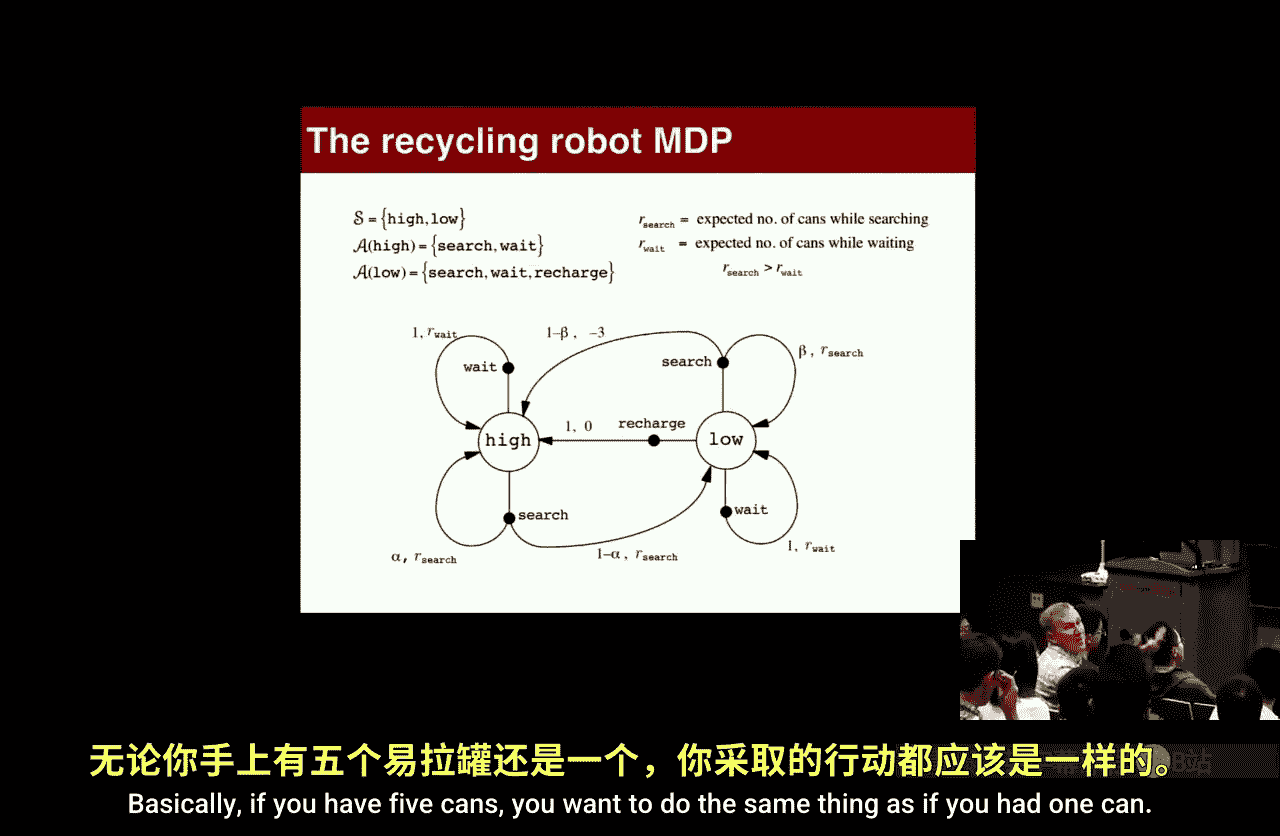 The recycling robot MDP
𝒮 = {high, low}
𝒜(high) = {search, wait}
𝒜(low) = {search, wait, recharge}
r_search = expected no. of cans while searching
r_wait = expected no. of cans while waiting
r_search > r_wait
1, r_wait
1–β , –3
wait
search
β , r_search
1, 0
recharge
high
low
search
wait
α, r_search
1–α , r_search
1, r_wait
无论你手上有五个易拉罐还是一个，你采取的行动都应该是一样的。
B站
Basically, if you have five cans, you want to do the same thing as if you had one can.